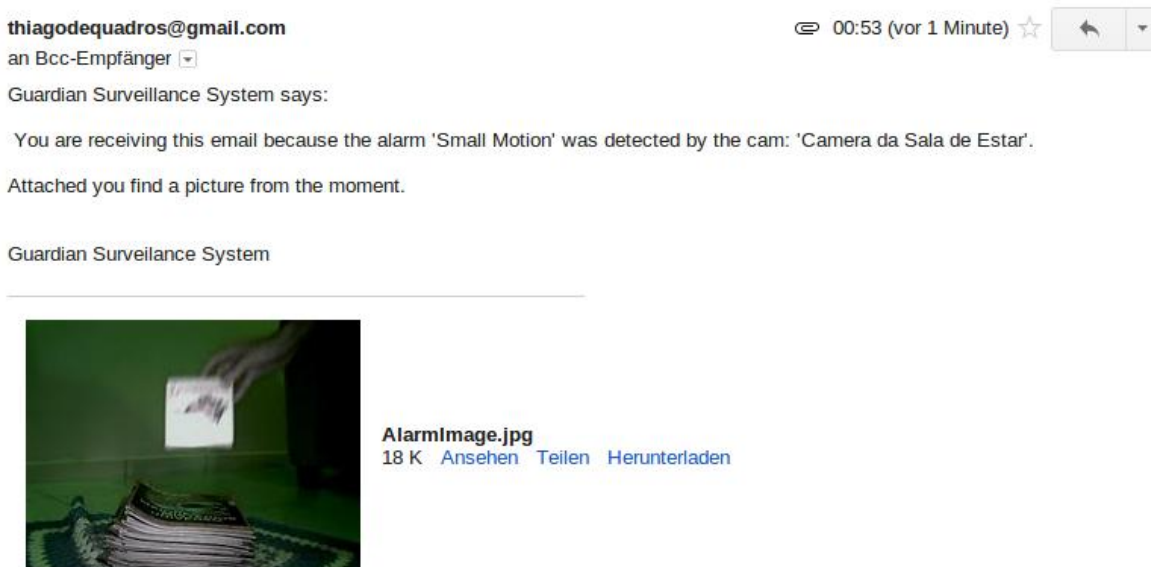 thiagodequadros@gmail.com
00:53 (vor 1 Minute)
an Bcc-Empfänger
Guardian Surveillance System says:
You are receiving this email because the alarm 'Small Motion' was detected by the cam: 'Camera da Sala de Estar'.
Attached you find a picture from the moment.
Guardian Surveilance System
AlarmImage.jpg
18 K Ansehen Teilen Herunterladen